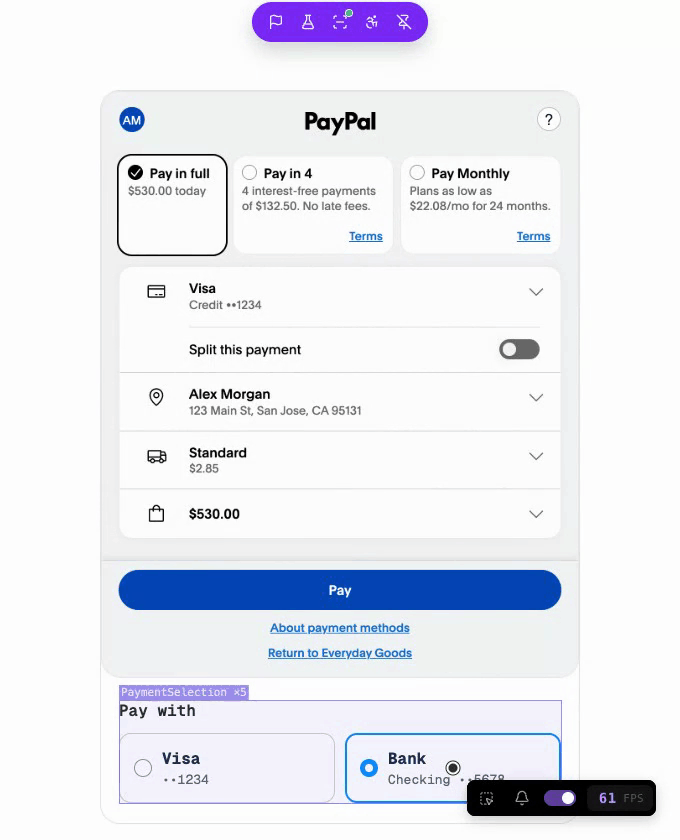 AM
PayPal
?
Pay in full
$530.00 today
Pay in 4
4 interest-free payments
of $132.50. No late fees.
Terms
Pay Monthly
Plans as low as
$22.08/mo for 24 months.
Terms
Visa
Credit ••1234
Split this payment
Alex Morgan
123 Main St, San Jose, CA 95131
Standard
$2.85
$530.00
Pay
About payment methods
Return to Everyday Goods
PaymentSelection ×5
Pay with
Visa
••1234
Bank
Checking ••5678
61 FPS